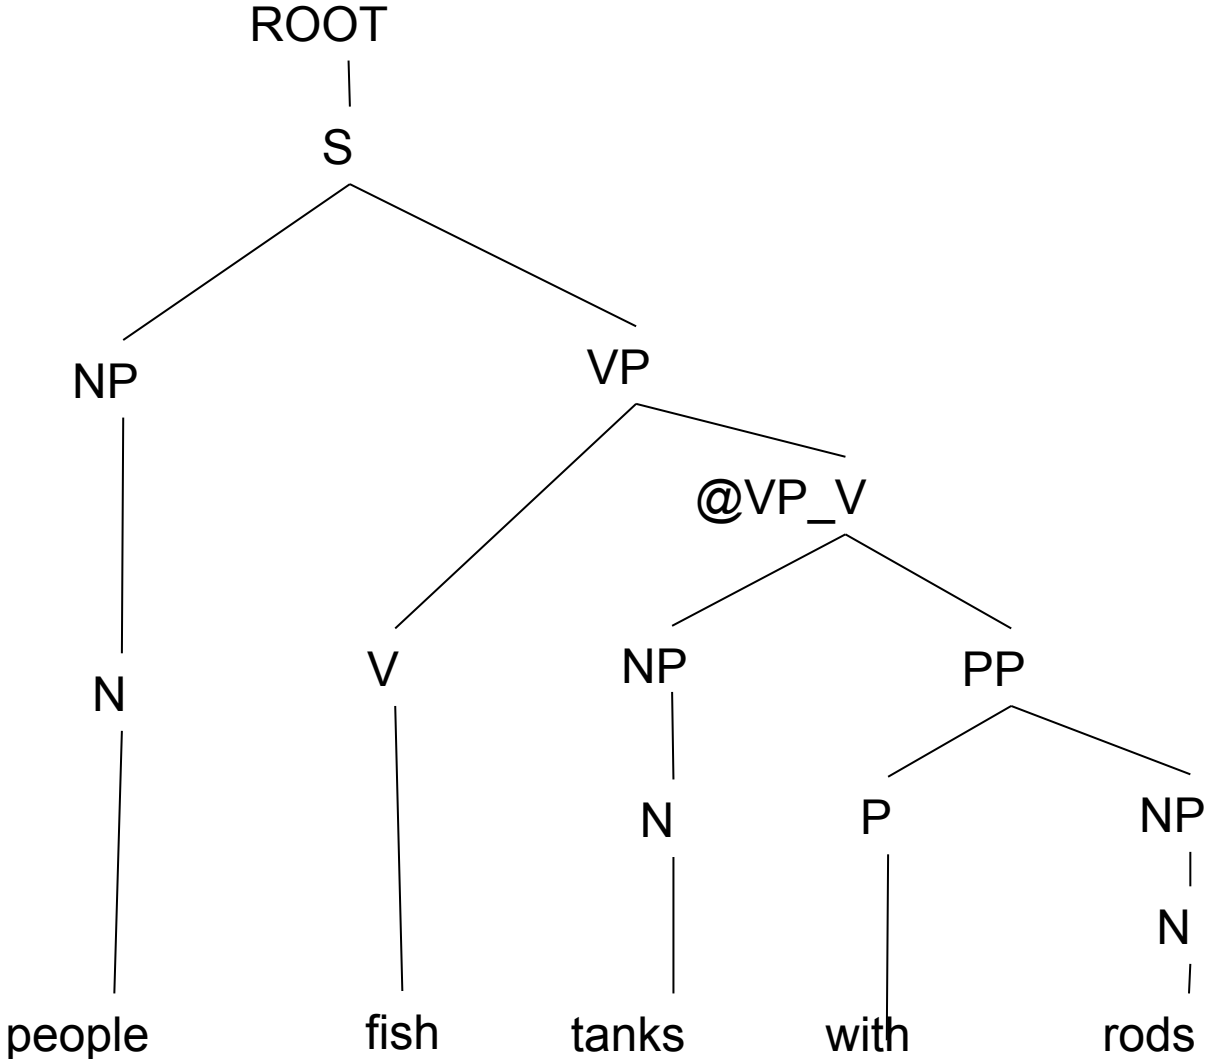 ROOT
S
NP VP
@VP_V
N V NP PP
N P NP
N
people fish tanks with rods